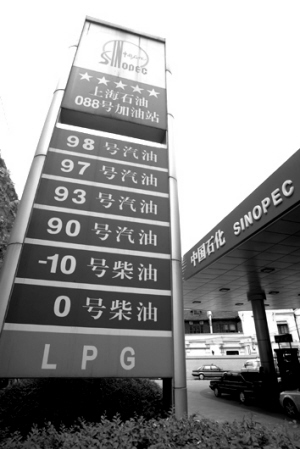 SINOPEC
上海石油
088号加油站
98 号汽油
97 号汽油
93 号汽油
90 号汽油
-10 号柴油
0 号柴油
LPG
中国石化 SINOPEC